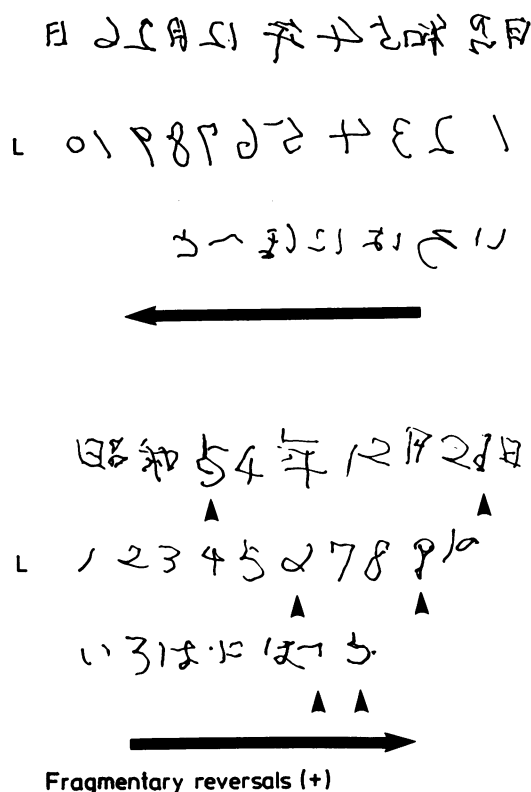 昭和54年12月26日
L 1 2 3 4 5 6 7 8 9 10
いろはにほへと
昭和54年12月26日
L 1 2 3 4 5 6 7 8 9 10
いろはにほへ
Fragmentary reversals (+)